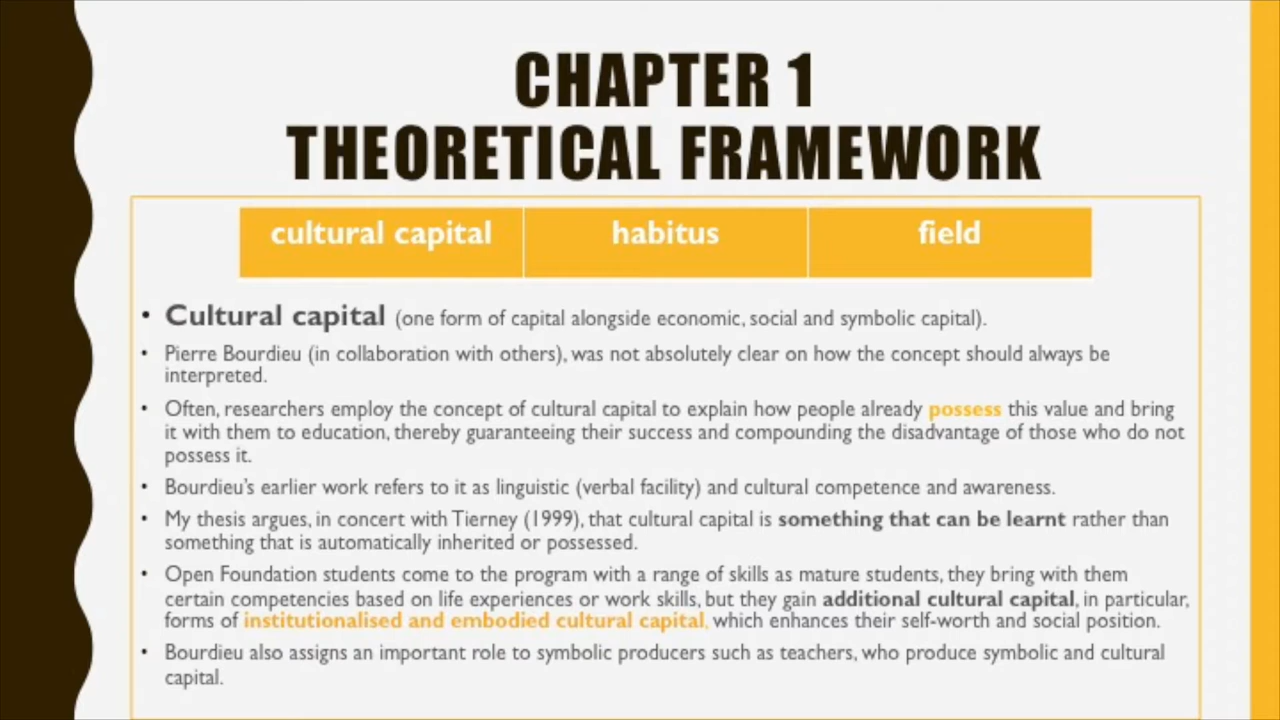 CHAPTER 1
THEORETICAL FRAMEWORK
cultural capital habitus field
• Cultural capital (one form of capital alongside economic, social and symbolic capital).
• Pierre Bourdieu (in collaboration with others), was not absolutely clear on how the concept should always be
interpreted.
• Often, researchers employ the concept of cultural capital to explain how people already possess this value and bring
it with them to education, thereby guaranteeing their success and compounding the disadvantage of those who do not
possess it.
• Bourdieu's earlier work refers to it as linguistic (verbal facility) and cultural competence and awareness.
• My thesis argues, in concert with Tierney (1999), that cultural capital is something that can be learnt rather than
something that is automatically inherited or possessed.
• Open Foundation students come to the program with a range of skills as mature students, they bring with them
certain competencies based on life experiences or work skills, but they gain additional cultural capital, in particular,
forms of institutionalised and embodied cultural capital, which enhances their self-worth and social position.
• Bourdieu also assigns an important role to symbolic producers such as teachers, who produce symbolic and cultural
capital.